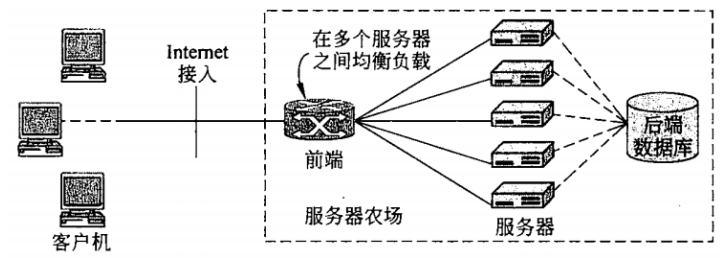 Internet
接入
在多个服务器
之间均衡负载
前端
服务器农场
服务器
后端
数据库
客户机